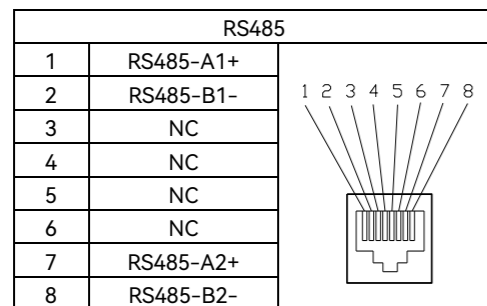 RS485
1 RS485-A1+
2 RS485-B1-
3 NC
4 NC
5 NC
6 NC
7 RS485-A2+
8 RS485-B2-
1 2 3 4 5 6 7 8